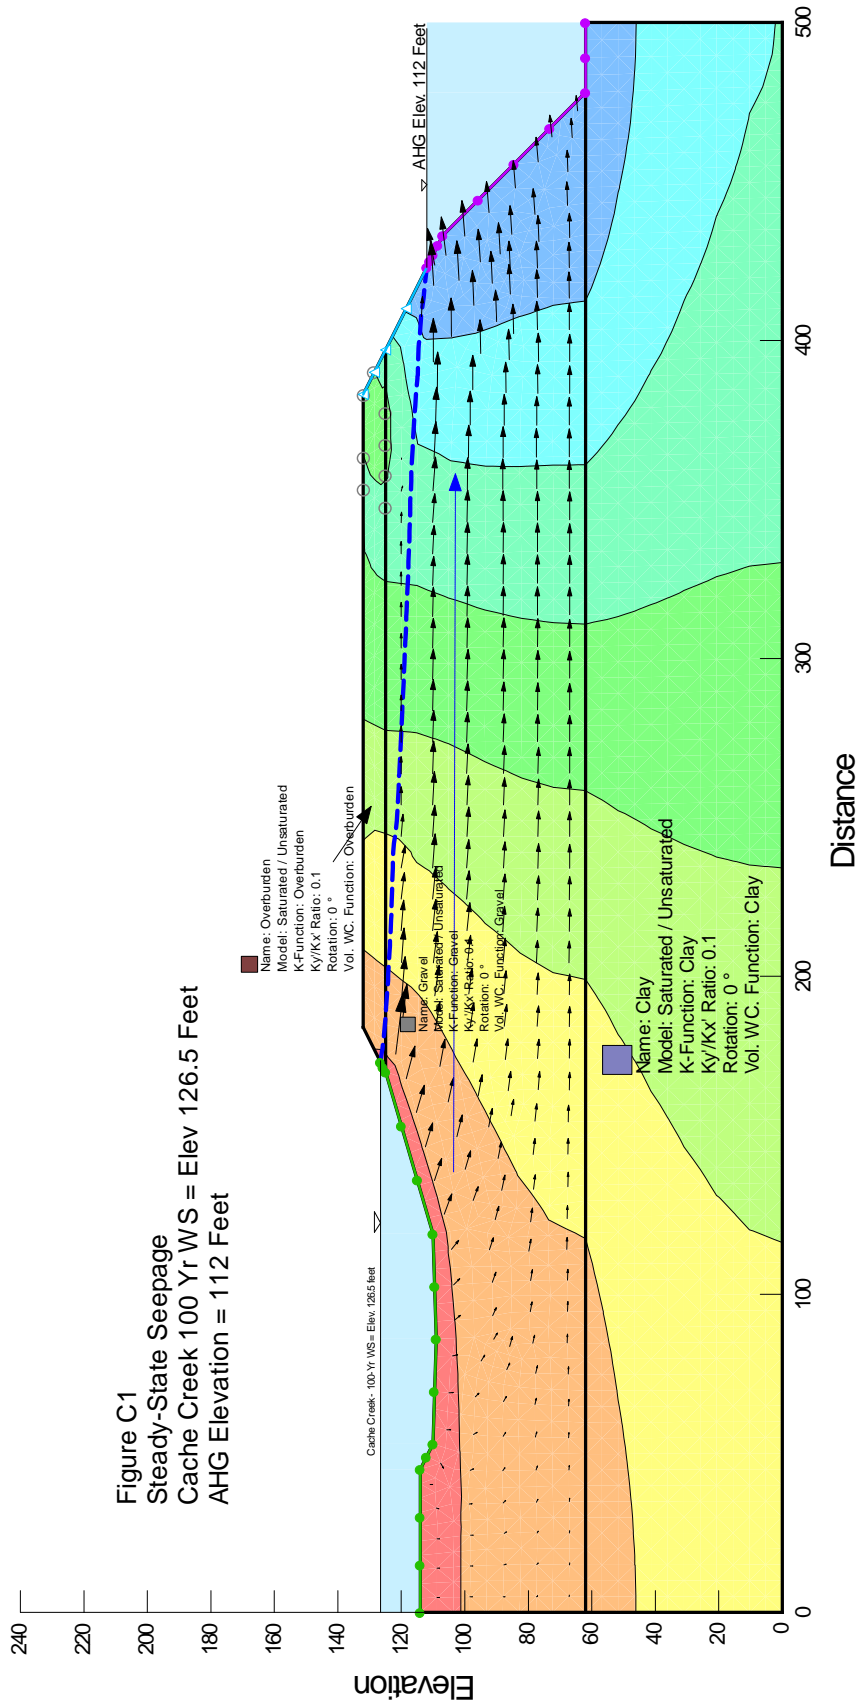 Figure C1
Steady-State Seepage
Cache Creek 100 Yr WS = Elev 126.5 Feet
AHG Elevation = 112 Feet
Name: Overburden
Model: Saturated / Unsaturated
K-Function: Overburden
Ky/Kx' Ratio: 0.1
Rotation: 0 °
Vol. WC. Function: Overburden
Cache Creek - 100-Yr WS = Elev. 126.5 feet
AHG Elev. 112 Feet
Name: Gravel
Model: Saturated / Unsaturated
K-Function: Gravel
Ky'/Kx' Ratio: 0.1
Rotation: 0 °
Vol. WC. Function: Gravel
Name: Clay
Model: Saturated / Unsaturated
K-Function: Clay
Ky'/Kx' Ratio: 0.1
Rotation: 0 °
Vol. WC. Function: Clay
Elevation
240
220
200
180
160
140
120
100
80
60
40
20
0
0
100
200
300
400
500
Distance